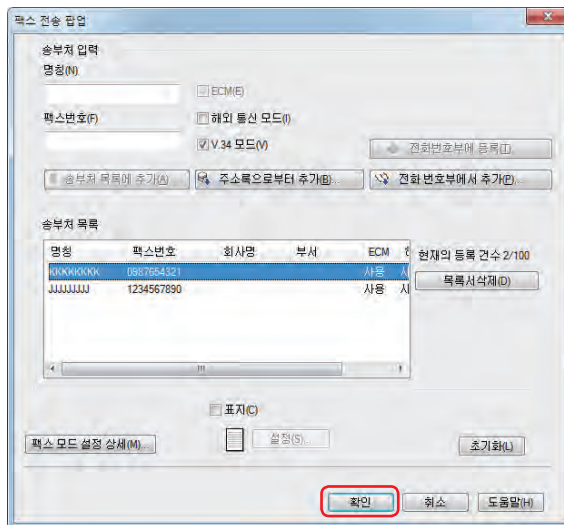 팩스 전송 팝업
송부처 입력
명칭(N)
ECM(E)
팩스번호(F)
해외 통신 모드(I)
V.34 모드(V)
전화번호부에 등록(T)
송부처 목록에 추가(A)
주소록으로부터 추가(B)...
전화 번호부에서 추가(P)...
송부처 목록
명칭 팩스번호 회사명 부서 ECM
현재의 등록 건수 2/100
KKKKKKKK 0987654321 사용
목록서삭제(D)
JJJJJJJJJ 1234567890 사용
표지(C)
팩스 모드 설정 상세(M)...
설정(S)...
초기화(L)
확인 취소 도움말(H)